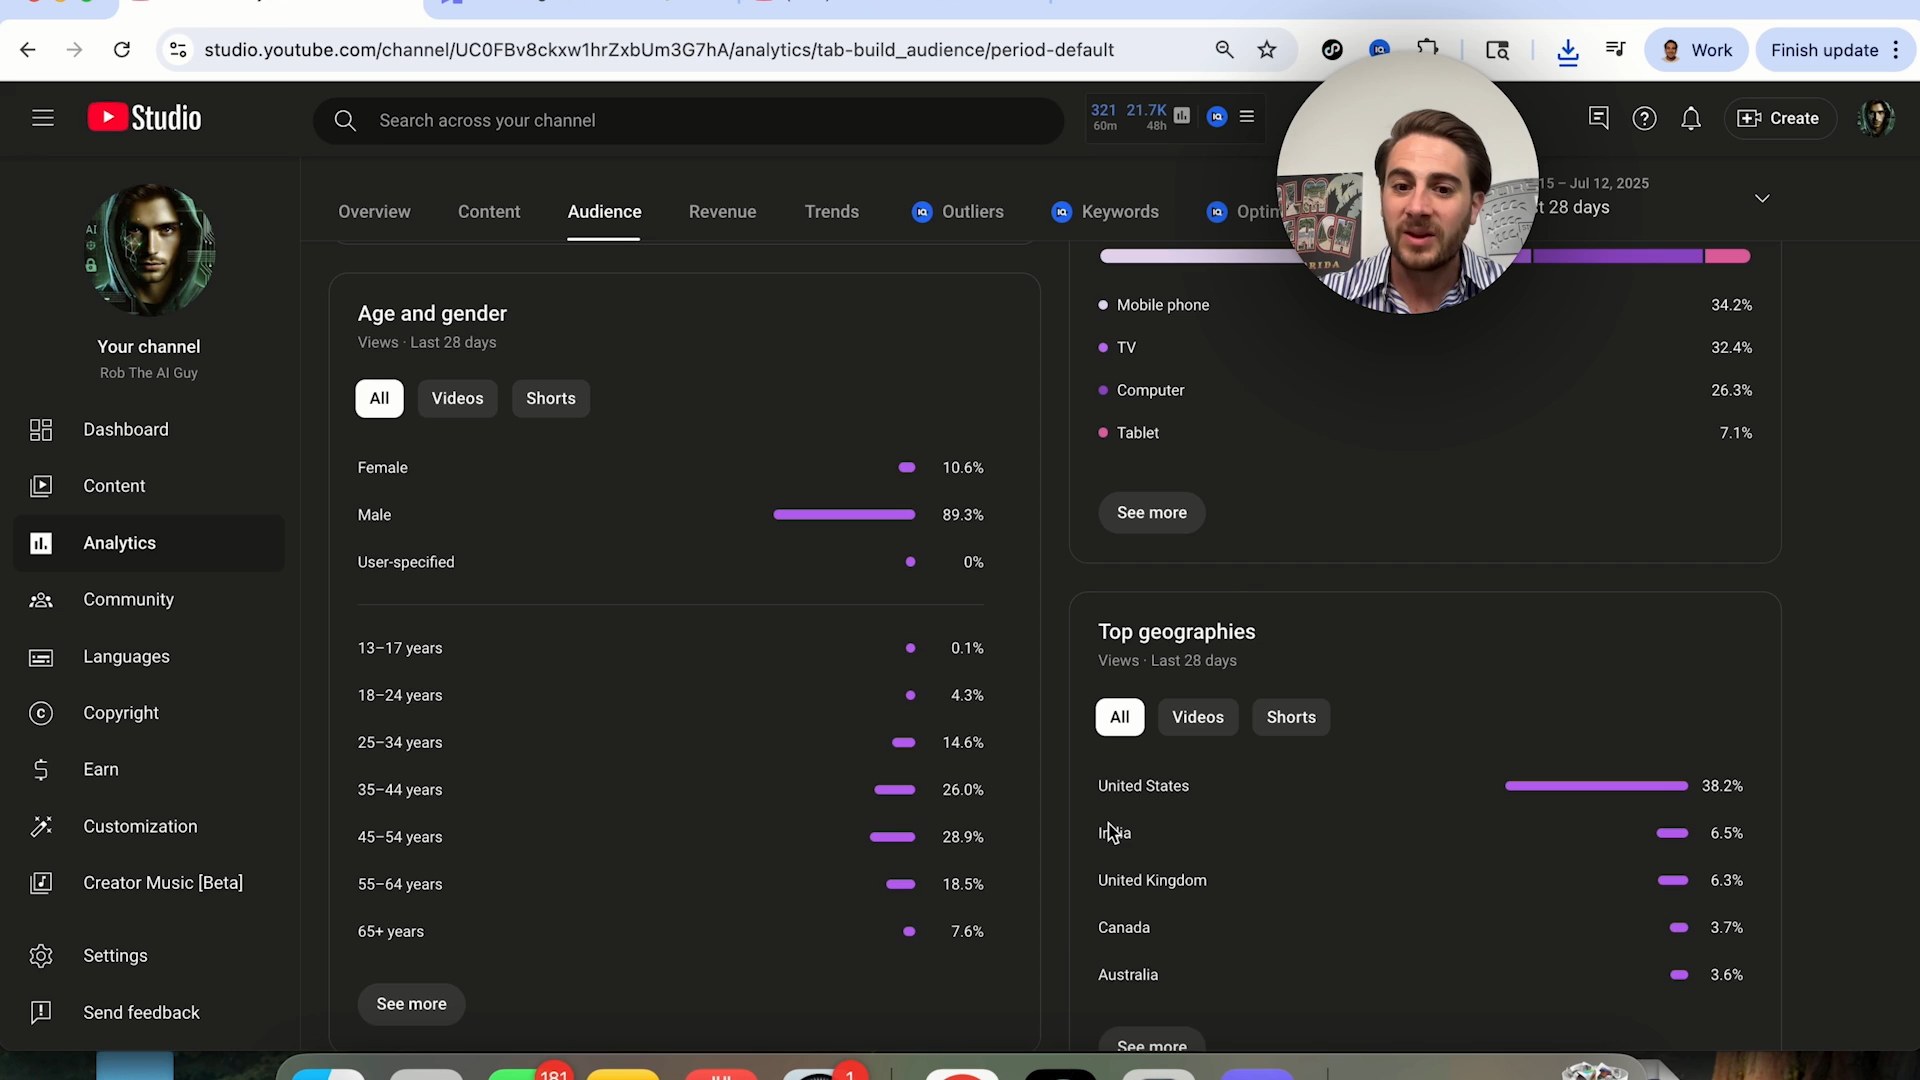 studio.youtube.com/channel/UC0FBv8ckxw1hrZxbUm3G7hA/analytics/tab-build_audience/period-default
Work
Finish update
Studio
Search across your channel
321 21.7K
60m 48h
Create
Your channel
Rob The AI Guy
Dashboard
Content
Analytics
Community
Languages
Copyright
Earn
Customization
Creator Music [Beta]
Settings
Send feedback
Overview
Content
Audience
Revenue
Trends
Outliers
Keywords
15 – Jul 12, 2025
28 days
Age and gender
Views · Last 28 days
All
Videos
Shorts
Female 10.6%
Male 89.3%
User-specified 0%
13–17 years 0.1%
18–24 years 4.3%
25–34 years 14.6%
35–44 years 26.0%
45–54 years 28.9%
55–64 years 18.5%
65+ years 7.6%
See more
Mobile phone 34.2%
TV 32.4%
Computer 26.3%
Tablet 7.1%
See more
Top geographies
Views · Last 28 days
All
Videos
Shorts
United States 38.2%
India 6.5%
United Kingdom 6.3%
Canada 3.7%
Australia 3.6%
See more
181
1